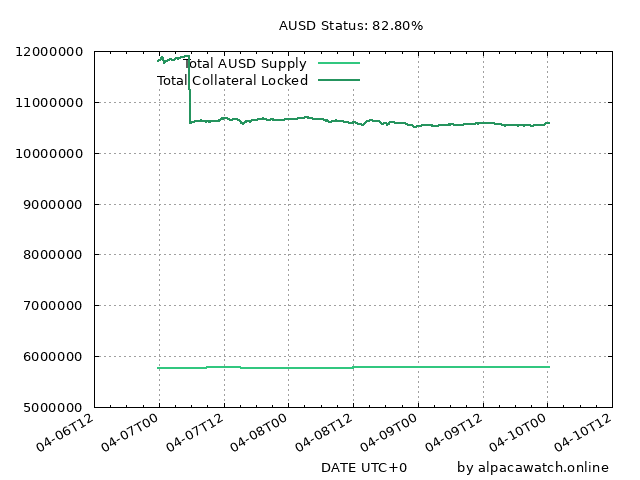 AUSD Status: 82.80%
12000000
Total AUSD Supply
Total Collateral Locked
11000000
10000000
9000000
8000000
7000000
6000000
5000000
04-06T12
04-07T00
04-07T12
04-08T00
04-08T12
04-09T00
04-09T12
04-10T00
04-10T12
DATE UTC+0
by alpacawatch.online